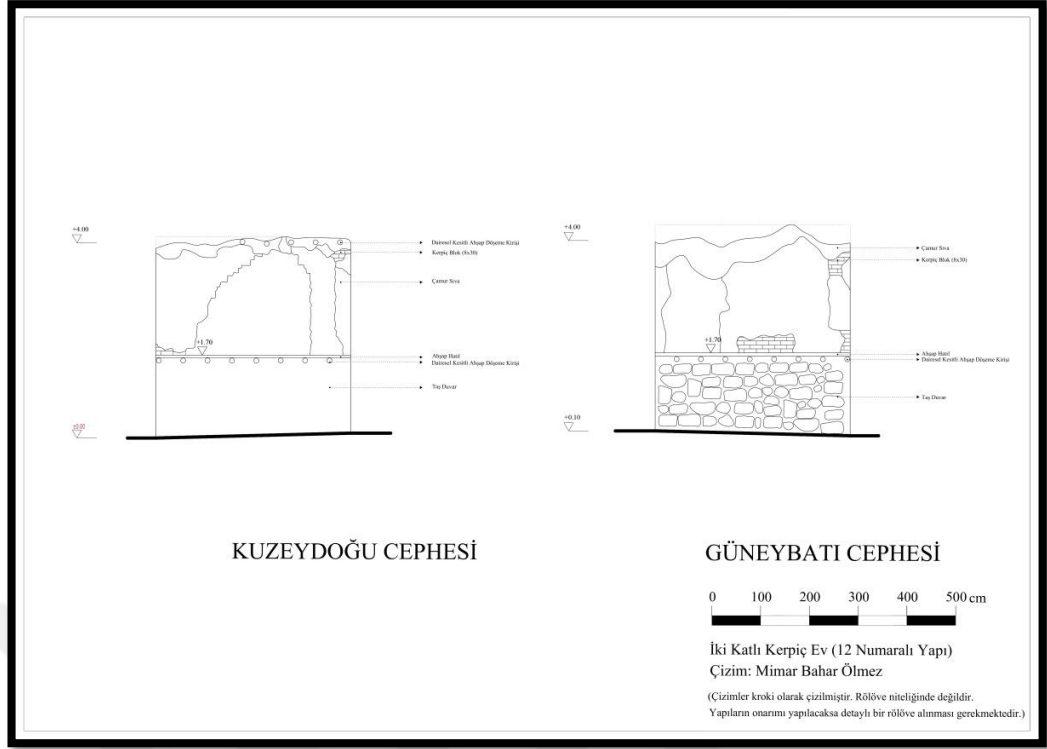 +4.00
Dairesel Kesitli Ahşap Döşeme Kirişi
Kerpiç Blok (8x30)
Çamur Sıva
+1.70
Ahşap Hatıl
Dairesel Kesitli Ahşap Döşeme Kirişi
Taş Duvar
±0.00
KUZEYDOĞU CEPHESİ
+4.00
Çamur Sıva
Kerpiç Blok (8x30)
+1.70
Ahşap Hatıl
Dairesel Kesitli Ahşap Döşeme Kirişi
Taş Duvar
+0.10
GÜNEYBATI CEPHESİ
0 100 200 300 400 500 cm
İki Katlı Kerpiç Ev (12 Numaralı Yapı)
Çizim: Mimar Bahar Ölmez
(Çizimler kroki olarak çizilmiştir. Rölöve niteliğinde değildir.
Yapıların onarımı yapılacaksa detaylı bir rölöve alınması gerekmektedir.)